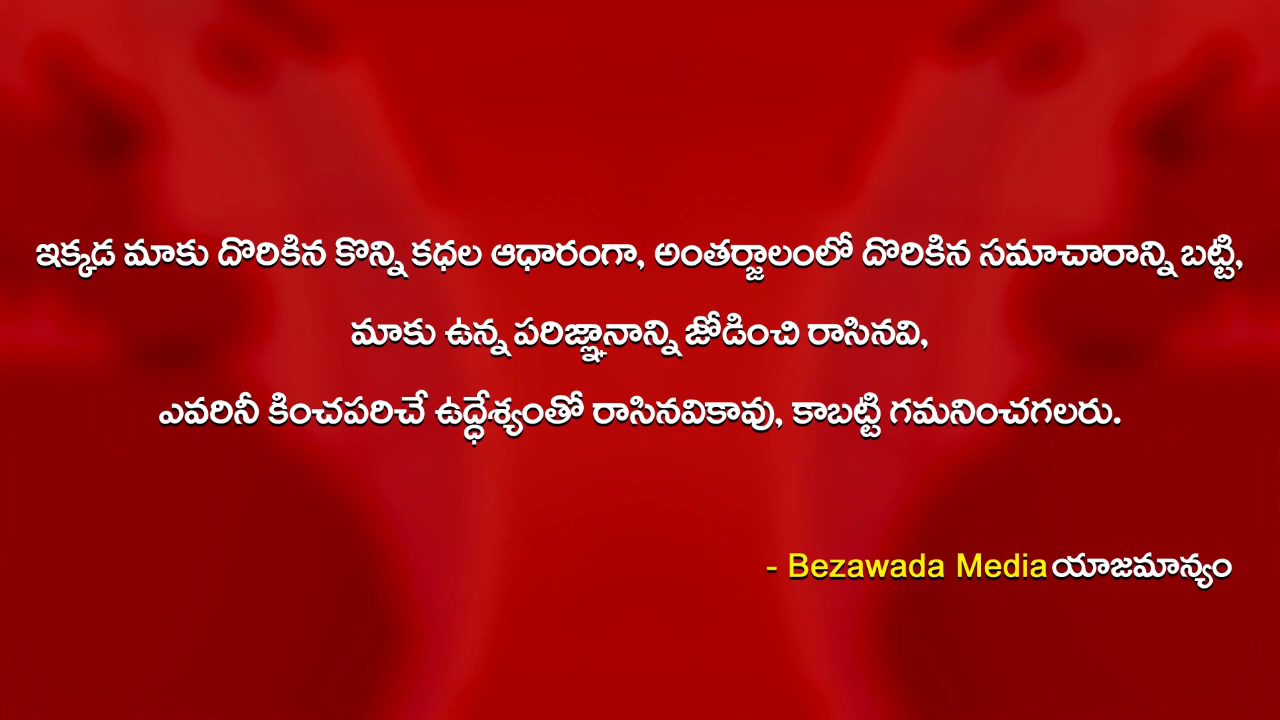 ఇక్కడ మాకు దొరికిన కొన్ని కధల ఆధారంగా, అంతర్జాలంలో దొరికిన సమాచారాన్ని బట్టి,
మాకు ఉన్న పరిజ్ఞానాన్ని జోడించి రాసినవి,
ఎవరినీ కించపరిచే ఉద్ధేశ్యంతో రాసినవికావు, కాబట్టి గమనించగలరు.
- Bezawada Media యాజమాన్యం